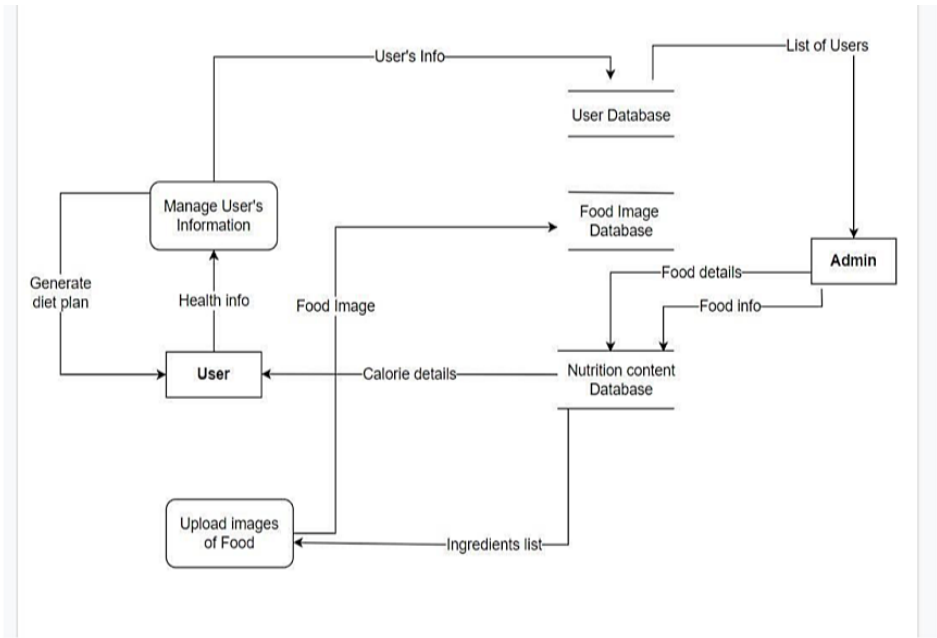 List of Users
User's Info
User Database
Manage User's
Information
Food Image
Database
Admin
Food details
Generate
diet plan
Health info
Food Image
Food info
User
Calorie details
Nutrition content
Database
Upload images
of Food
Ingredients list